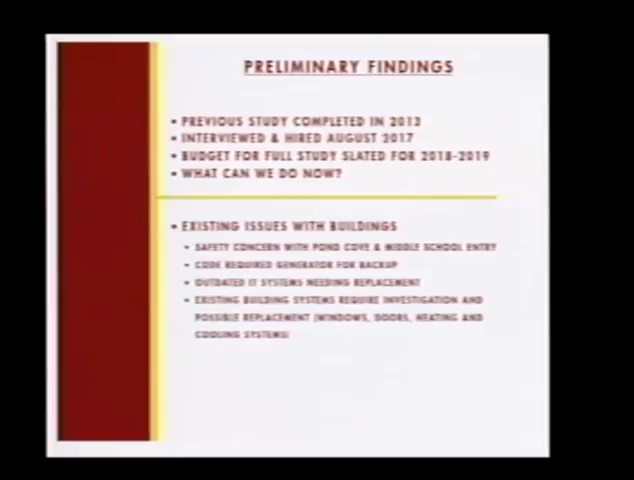 PRELIMINARY FINDINGS
• PREVIOUS STUDY COMPLETED IN 2013
• INTERVIEWED & HIRED AUGUST 2017
• BUDGET FOR FULL STUDY SLATED FOR 2018-2019
• WHAT CAN WE DO NOW?
• EXISTING ISSUES WITH BUILDINGS
• SAFETY CONCERN WITH POND COVE & MIDDLE SCHOOL ENTRY
• CODE REQUIRED GENERATOR FOR BACKUP
• OUTDATED IT SYSTEMS NEEDING REPLACEMENT
• EXISTING BUILDING SYSTEMS REQUIRE INVESTIGATION AND
POSSIBLE REPLACEMENT (WINDOWS, DOORS, HEATING AND
COOLING SYSTEMS)